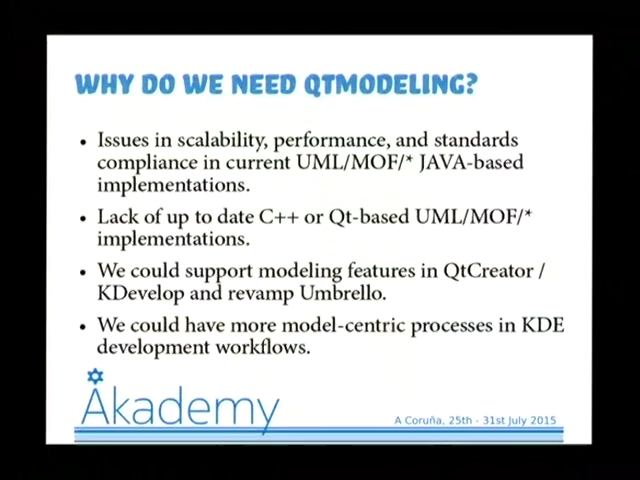 WHY DO WE NEED QTMODELING?
• Issues in scalability, performance, and standards
compliance in current UML/MOF/* JAVA-based
implementations.
• Lack of up to date C++ or Qt-based UML/MOF/*
implementations.
• We could support modeling features in QtCreator /
KDevelop and revamp Umbrello.
• We could have more model-centric processes in KDE
development workflows.
Akademy
A Coruña, 25th - 31st July 2015